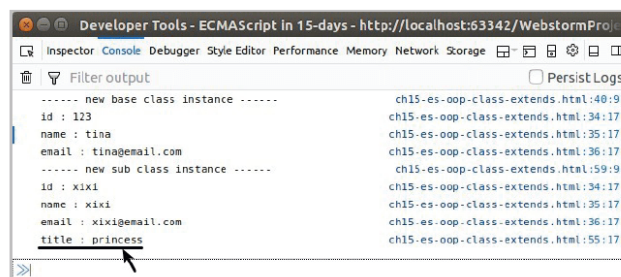 Developer Tools - ECMAScript in 15-days - http://localhost:63342/WebstormProje
Inspector Console Debugger Style Editor Performance Memory Network Storage
Filter output Persist Logs
------ new base class instance ------ ch15-es-oop-class-extends.html:40:9
id : 123 ch15-es-oop-class-extends.html:34:17
name : tina ch15-es-oop-class-extends.html:35:17
email : tina@email.com ch15-es-oop-class-extends.html:36:17
------ new sub class instance ------ ch15-es-oop-class-extends.html:59:9
id : xixi ch15-es-oop-class-extends.html:34:17
name : xixi ch15-es-oop-class-extends.html:35:17
email : xixi@email.com ch15-es-oop-class-extends.html:36:17
title : princess ch15-es-oop-class-extends.html:55:17